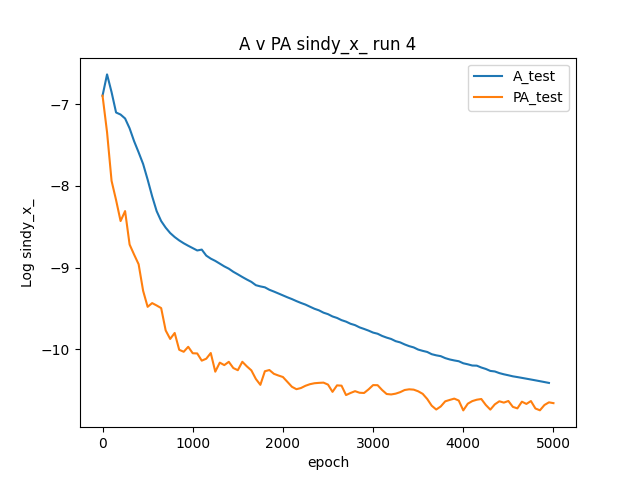 A v PA sindy_x_ run 4
A_test
PA_test
Log sindy_x_
−7
−8
−9
−10
0
1000
2000
3000
4000
5000
epoch